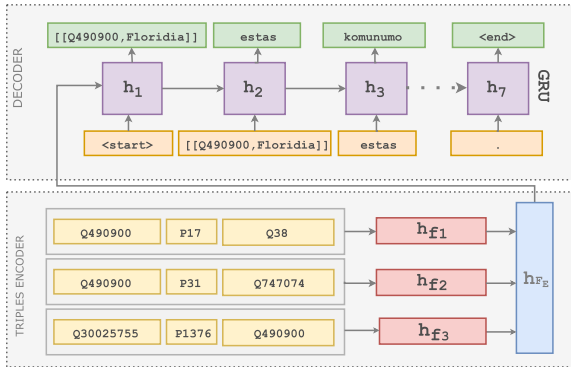 DECODER
[[Q490900,Floridia]] estas komunumo <end>
h1 h2 h3 . . . . h7 GRU
<start> [[Q490900,Floridia]] estas .
TRIPLES ENCODER
Q490900 P17 Q38 hf1
Q490900 P31 Q747074 hf2 hFE
Q30025755 P1376 Q490900 hf3